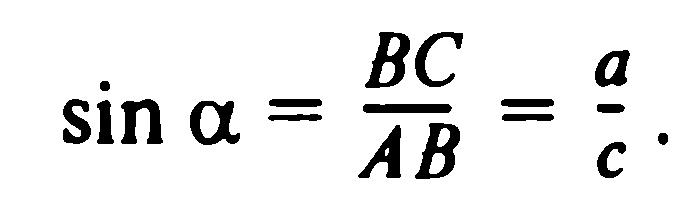 sin α = BC/AB = a/c.